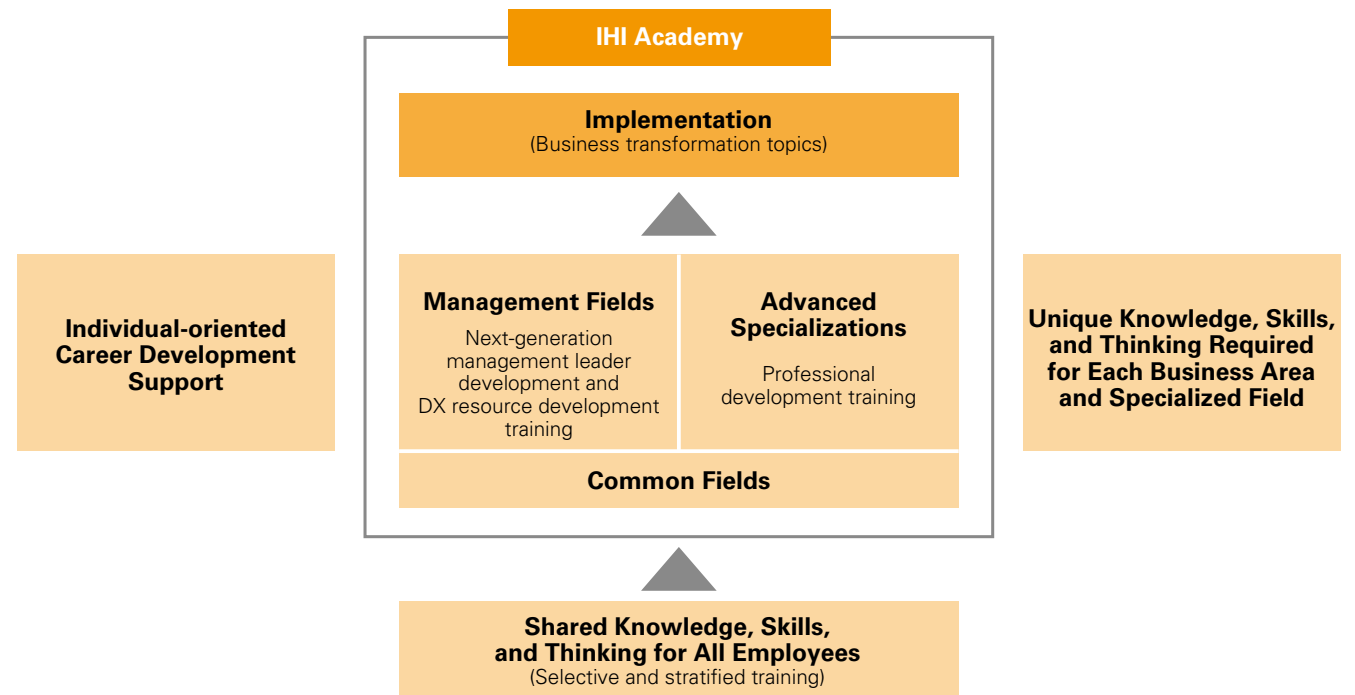 IHI Academy
Implementation
(Business transformation topics)
Individual-oriented
Career Development
Support
Management Fields
Next-generation
management leader
development and
DX resource development
training
Advanced
Specializations
Professional
development training
Common Fields
Unique Knowledge, Skills,
and Thinking Required
for Each Business Area
and Specialized Field
Shared Knowledge, Skills,
and Thinking for All Employees
(Selective and stratified training)